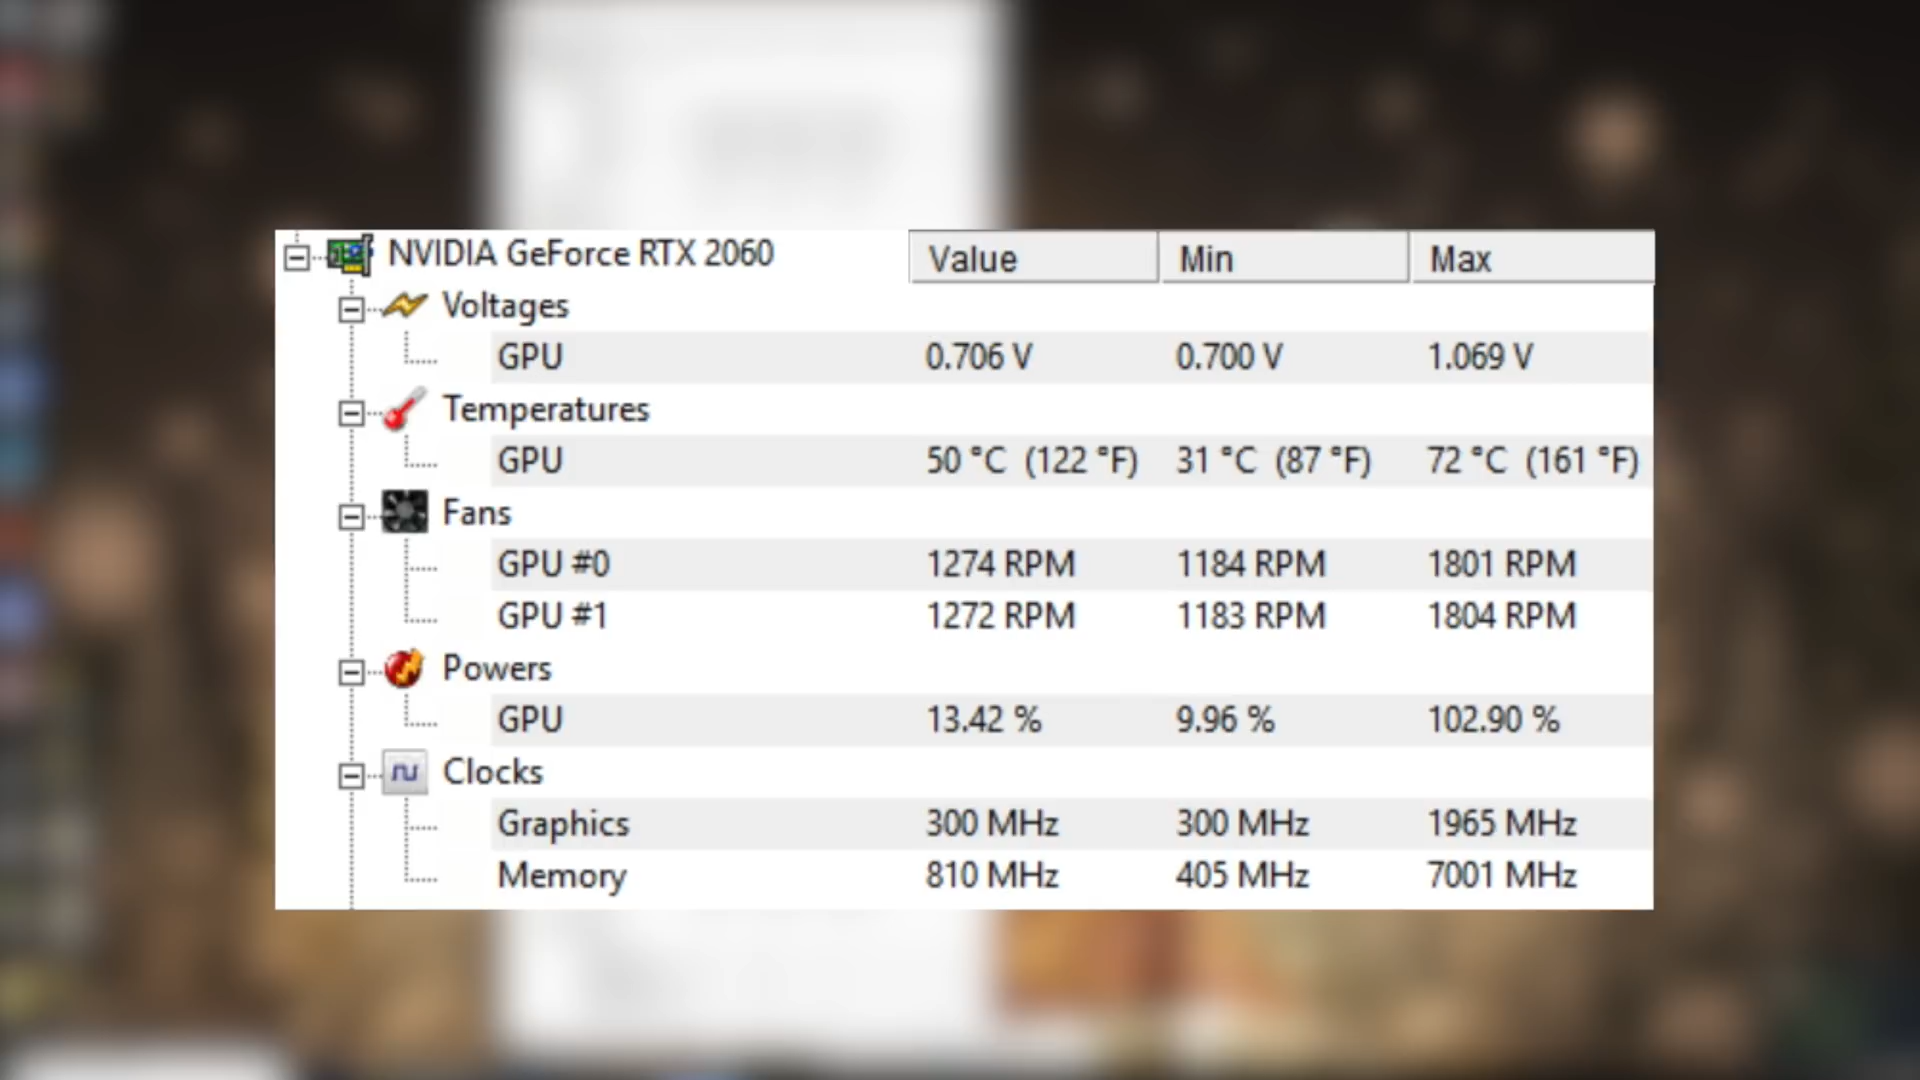 NVIDIA GeForce RTX 2060 Value Min Max
Voltages
GPU 0.706 V 0.700 V 1.069 V
Temperatures
GPU 50 °C (122 °F) 31 °C (87 °F) 72 °C (161 °F)
Fans
GPU #0 1274 RPM 1184 RPM 1801 RPM
GPU #1 1272 RPM 1183 RPM 1804 RPM
Powers
GPU 13.42 % 9.96 % 102.90 %
Clocks
Graphics 300 MHz 300 MHz 1965 MHz
Memory 810 MHz 405 MHz 7001 MHz